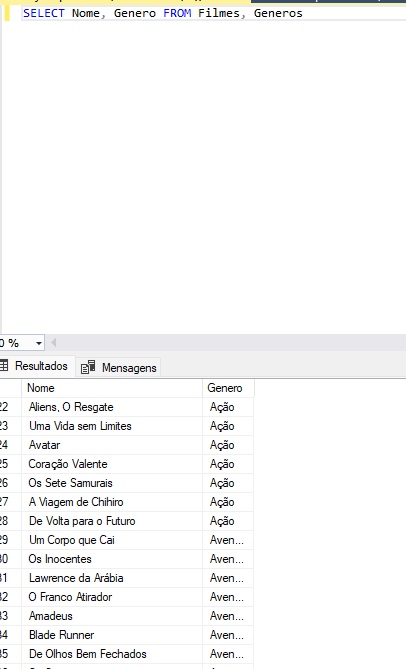 SELECT Nome, Genero FROM Filmes, Generos
0 %
Resultados Mensagens
Nome Genero
22 Aliens, O Resgate Ação
23 Uma Vida sem Limites Ação
24 Avatar Ação
25 Coração Valente Ação
26 Os Sete Samurais Ação
27 A Viagem de Chihiro Ação
28 De Volta para o Futuro Ação
29 Um Corpo que Cai Aven...
30 Os Inocentes Aven...
31 Lawrence da Arábia Aven...
32 O Franco Atirador Aven...
33 Amadeus Aven...
34 Blade Runner Aven...
35 De Olhos Bem Fechados Aven...